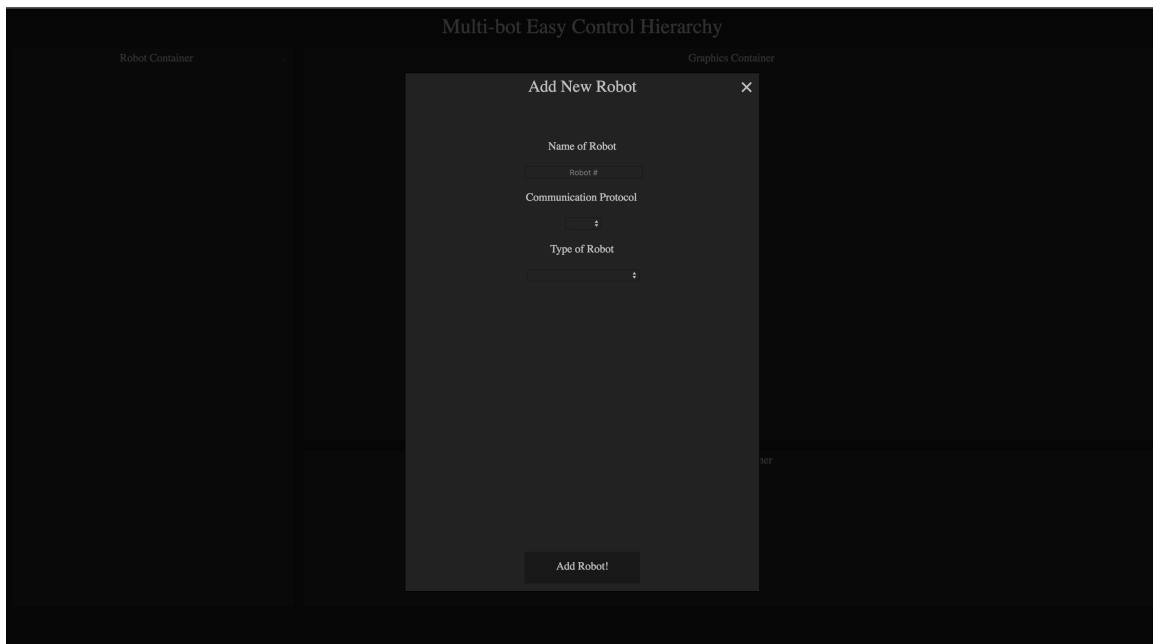 Multi-bot Easy Control Hierarchy
Robot Container
Graphics Container
Add New Robot
Name of Robot
Robot #
Communication Protocol
Type of Robot
Add Robot!